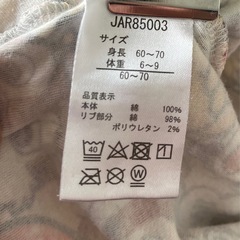 JAR85003
サイズ
身長 60~70
体重 6~9
60~70
品質表示
本体 綿 100%
リブ部分 綿 98%
ポリウレタン 2%
40
W